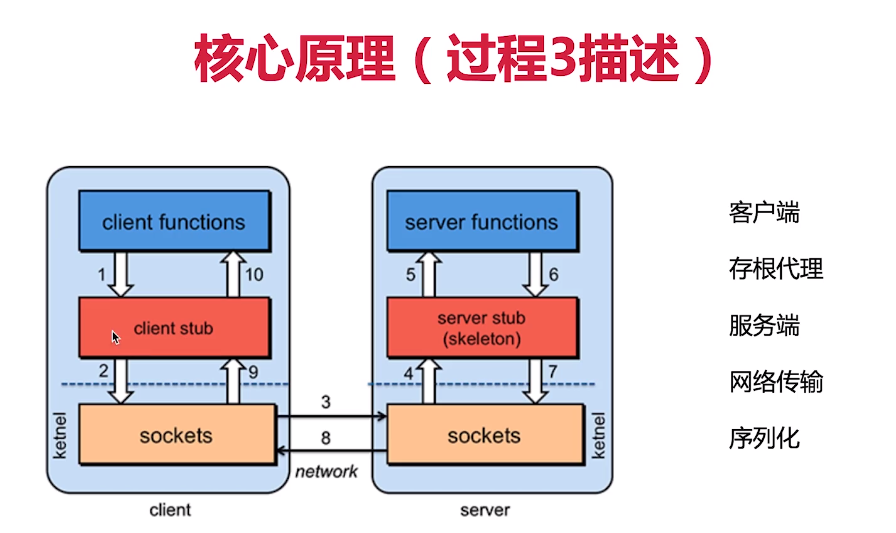 核心原理（过程3描述）
client functions
server functions
1
10
5
6
client stub
server stub
(skeleton)
2
9
4
7
3
8
ketnel
sockets
sockets
ketnel
network
client
server
客户端
存根代理
服务端
网络传输
序列化